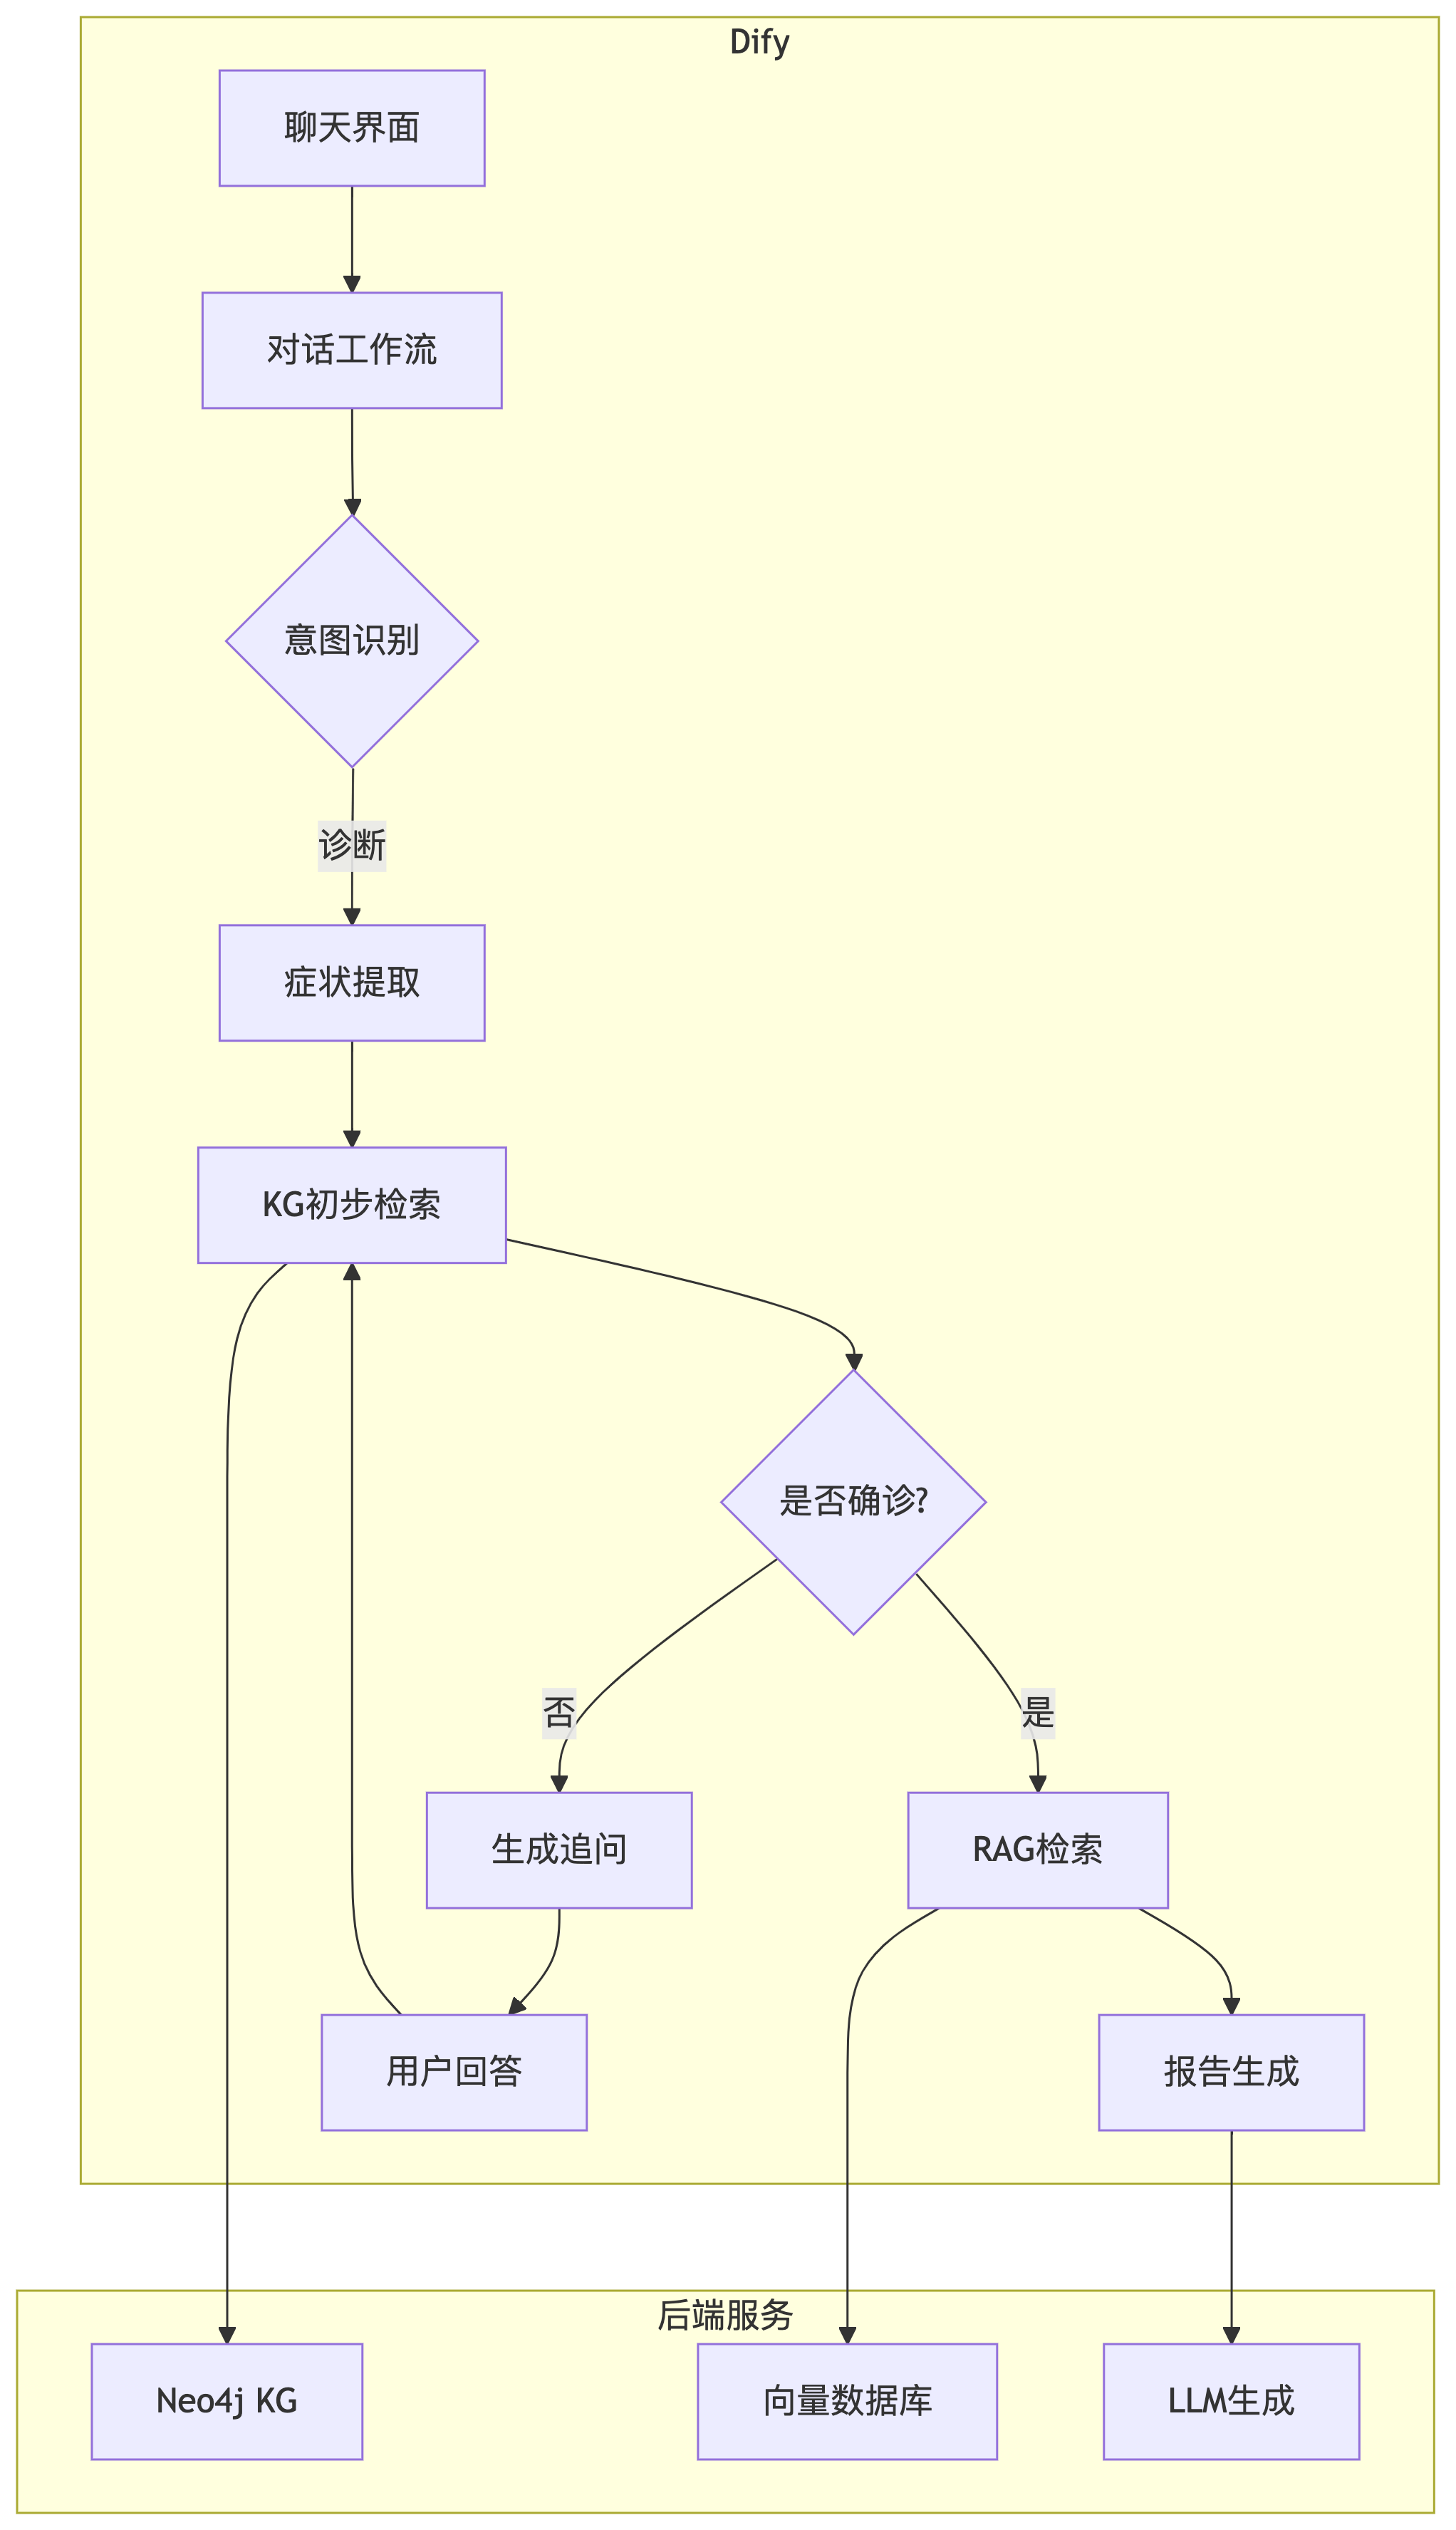 Dify
聊天界面
对话工作流
意图识别
诊断
症状提取
KG初步检索
是否确诊?
否
是
生成追问
RAG检索
用户回答
报告生成
后端服务
Neo4j KG
向量数据库
LLM生成